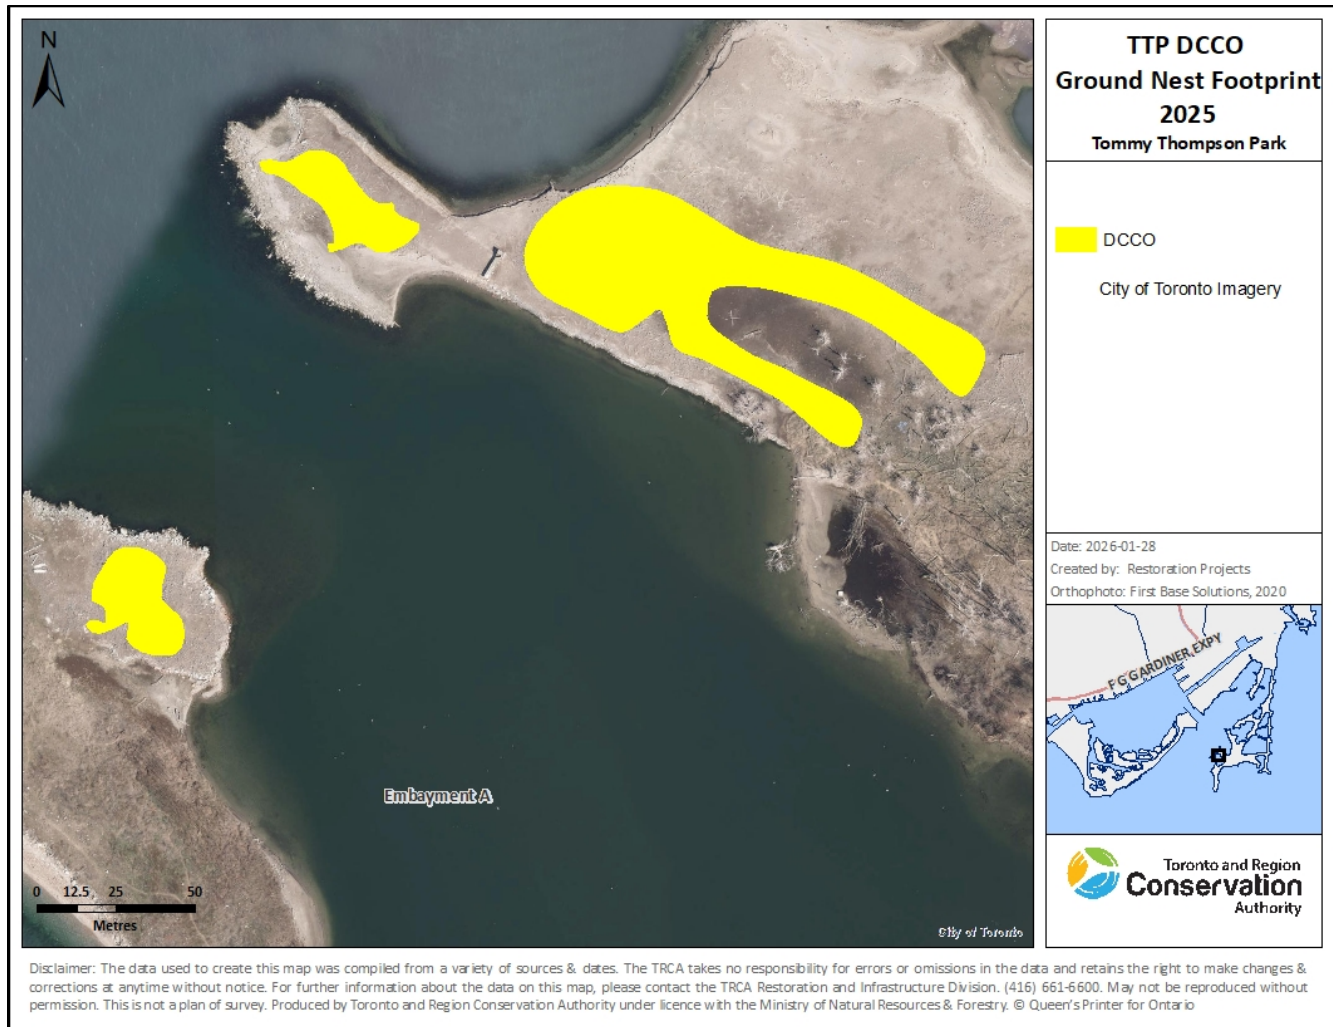 N
TTP DCCO
Ground Nest Footprint
2025
Tommy Thompson Park
DCCO
City of Toronto Imagery
Embayment A
0 12.5 25 50
Metres
City of Toronto
Date: 2026-01-28
Created by: Restoration Projects
Orthophoto: First Base Solutions, 2020
F G GARDINER EXPY
Toronto and Region
Conservation
Authority
Disclaimer: The data used to create this map was compiled from a variety of sources & dates. The TRCA takes no responsibility for errors or omissions in the data and retains the right to make changes &
corrections at anytime without notice. For further information about the data on this map, please contact the TRCA Restoration and Infrastructure Division. (416) 661-6600. May not be reproduced without
permission. This is not a plan of survey. Produced by Toronto and Region Conservation Authority under licence with the Ministry of Natural Resources & Forestry. © Queen's Printer for Ontario